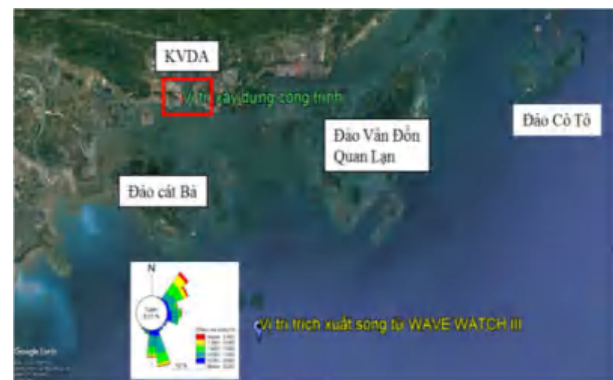 KVDA
Vị trí xây dựng công trình
Đảo Cô Tô
Đảo Vân Đồn
Quan Lạn
Đảo cát Bà
N
Vị trí trích xuất sóng từ WAVE WATCH III
Google Earth